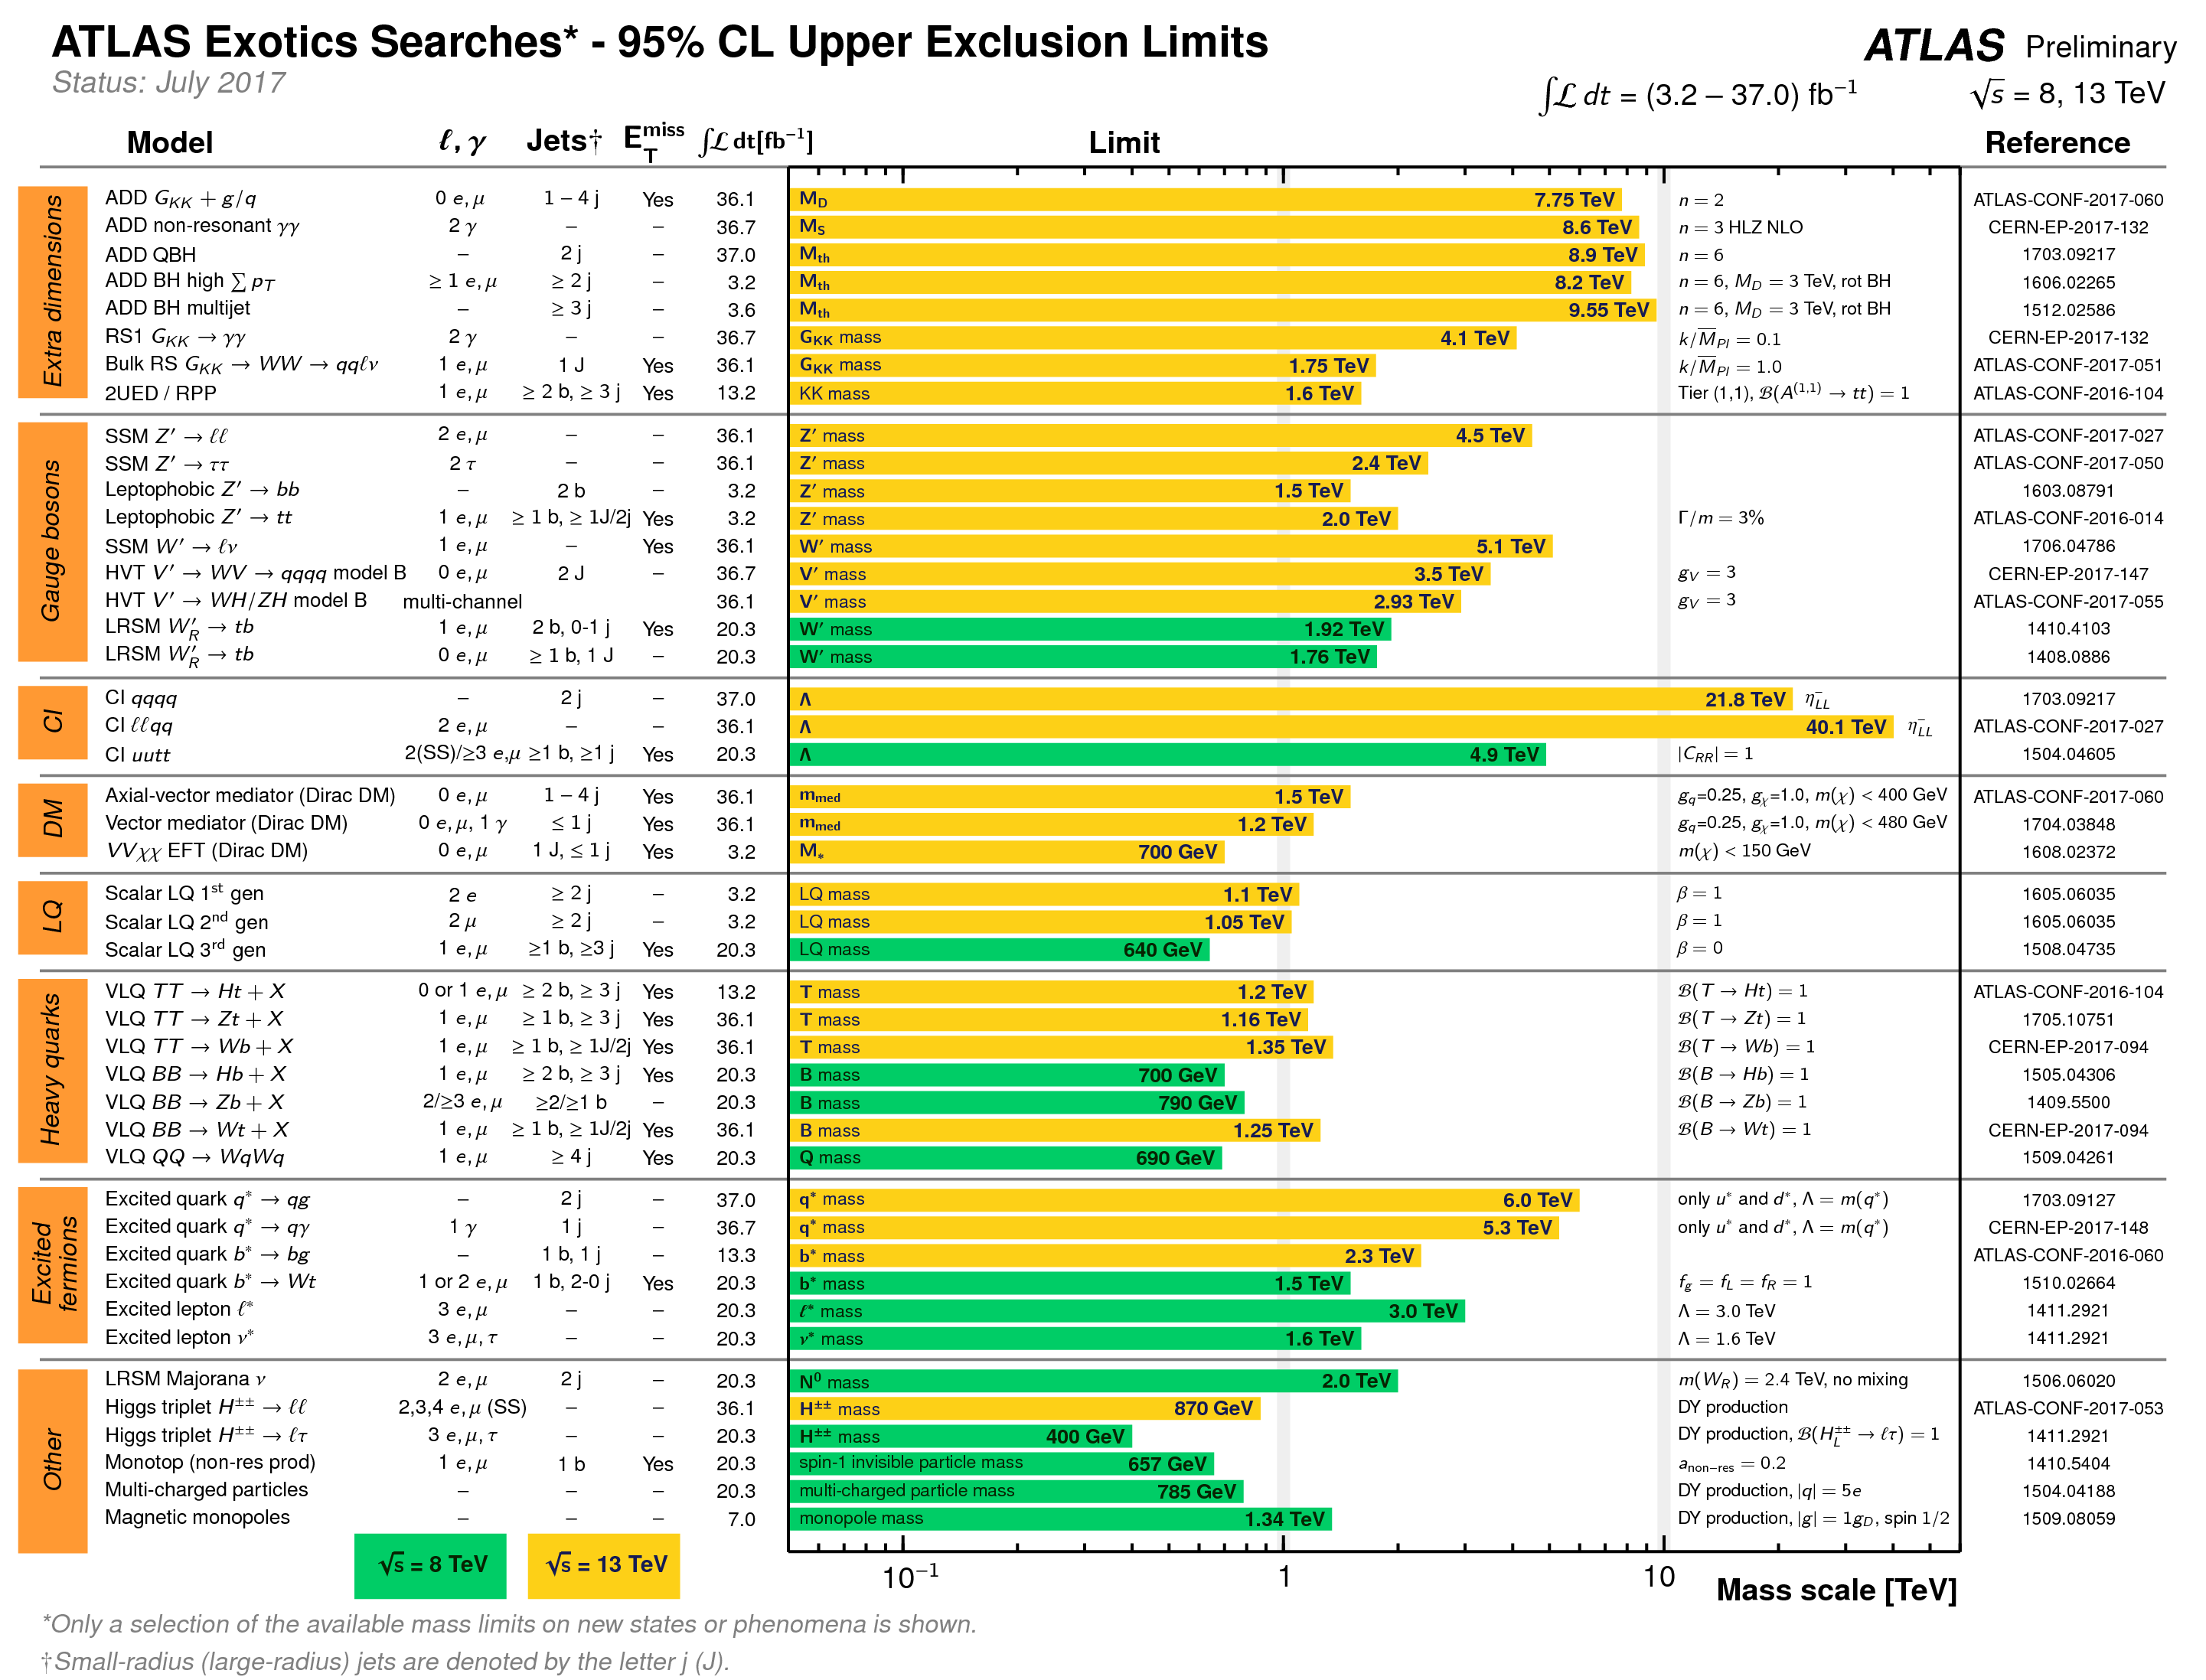 ATLAS Exotics Searches* - 95% CL Upper Exclusion Limits
ATLAS Preliminary
Status: July 2017
∫ℒ dt = (3.2 – 37.0) fb⁻¹ √s = 8, 13 TeV
Model ℓ, γ Jets† E_T^miss ∫ℒ dt[fb⁻¹] Limit Reference
Extra dimensions
ADD G_KK + g/q 0 e, μ 1 – 4 j Yes 36.1 M_D 7.75 TeV n = 2 ATLAS-CONF-2017-060
ADD non-resonant γγ 2 γ – – 36.7 M_S 8.6 TeV n = 3 HLZ NLO CERN-EP-2017-132
ADD QBH – 2 j – 37.0 M_th 8.9 TeV n = 6 1703.09217
ADD BH high ∑ p_T ≥ 1 e, μ ≥ 2 j – 3.2 M_th 8.2 TeV n = 6, M_D = 3 TeV, rot BH 1606.02265
ADD BH multijet – ≥ 3 j – 3.6 M_th 9.55 TeV n = 6, M_D = 3 TeV, rot BH 1512.02586
RS1 G_KK → γγ 2 γ – – 36.7 G_KK mass 4.1 TeV k/M̅_Pl = 0.1 CERN-EP-2017-132
Bulk RS G_KK → WW → qqℓν 1 e, μ 1 J Yes 36.1 G_KK mass 1.75 TeV k/M̅_Pl = 1.0 ATLAS-CONF-2017-051
2UED / RPP 1 e, μ ≥ 2 b, ≥ 3 j Yes 13.2 KK mass 1.6 TeV Tier (1,1), ℬ(A^(1,1) → tt) = 1 ATLAS-CONF-2016-104
Gauge bosons
SSM Z′ → ℓℓ 2 e, μ – – 36.1 Z′ mass 4.5 TeV ATLAS-CONF-2017-027
SSM Z′ → ττ 2 τ – – 36.1 Z′ mass 2.4 TeV ATLAS-CONF-2017-050
Leptophobic Z′ → bb – 2 b – 3.2 Z′ mass 1.5 TeV 1603.08791
Leptophobic Z′ → tt 1 e, μ ≥ 1 b, ≥ 1J/2j Yes 3.2 Z′ mass 2.0 TeV Γ/m = 3% ATLAS-CONF-2016-014
SSM W′ → ℓν 1 e, μ – Yes 36.1 W′ mass 5.1 TeV 1706.04786
HVT V′ → WV → qqqq model B 0 e, μ 2 J – 36.7 V′ mass 3.5 TeV g_V = 3 CERN-EP-2017-147
HVT V′ → WH/ZH model B multi-channel 36.1 V′ mass 2.93 TeV g_V = 3 ATLAS-CONF-2017-055
LRSM W′_R → tb 1 e, μ 2 b, 0-1 j Yes 20.3 W′ mass 1.92 TeV 1410.4103
LRSM W′_R → tb 0 e, μ ≥ 1 b, 1 J – 20.3 W′ mass 1.76 TeV 1408.0886
CI
CI qqqq – 2 j – 37.0 Λ 21.8 TeV η⁻_LL 1703.09217
CI ℓℓqq 2 e, μ – – 36.1 Λ 40.1 TeV η⁻_LL ATLAS-CONF-2017-027
CI uutt 2(SS)/≥3 e,μ ≥1 b, ≥1 j Yes 20.3 Λ 4.9 TeV |C_RR| = 1 1504.04605
DM
Axial-vector mediator (Dirac DM) 0 e, μ 1 – 4 j Yes 36.1 m_med 1.5 TeV g_q=0.25, g_χ=1.0, m(χ) < 400 GeV ATLAS-CONF-2017-060
Vector mediator (Dirac DM) 0 e, μ, 1 γ ≤ 1 j Yes 36.1 m_med 1.2 TeV g_q=0.25, g_χ=1.0, m(χ) < 480 GeV 1704.03848
VVχχ EFT (Dirac DM) 0 e, μ 1 J, ≤ 1 j Yes 3.2 M_* 700 GeV m(χ) < 150 GeV 1608.02372
LQ
Scalar LQ 1st gen 2 e ≥ 2 j – 3.2 LQ mass 1.1 TeV β = 1 1605.06035
Scalar LQ 2nd gen 2 μ ≥ 2 j – 3.2 LQ mass 1.05 TeV β = 1 1605.06035
Scalar LQ 3rd gen 1 e, μ ≥1 b, ≥3 j Yes 20.3 LQ mass 640 GeV β = 0 1508.04735
Heavy quarks
VLQ TT → Ht + X 0 or 1 e, μ ≥ 2 b, ≥ 3 j Yes 13.2 T mass 1.2 TeV ℬ(T → Ht) = 1 ATLAS-CONF-2016-104
VLQ TT → Zt + X 1 e, μ ≥ 1 b, ≥ 3 j Yes 36.1 T mass 1.16 TeV ℬ(T → Zt) = 1 1705.10751
VLQ TT → Wb + X 1 e, μ ≥ 1 b, ≥ 1J/2j Yes 36.1 T mass 1.35 TeV ℬ(T → Wb) = 1 CERN-EP-2017-094
VLQ BB → Hb + X 1 e, μ ≥ 2 b, ≥ 3 j Yes 20.3 B mass 700 GeV ℬ(B → Hb) = 1 1505.04306
VLQ BB → Zb + X 2/≥3 e, μ ≥2/≥1 b – 20.3 B mass 790 GeV ℬ(B → Zb) = 1 1409.5500
VLQ BB → Wt + X 1 e, μ ≥ 1 b, ≥ 1J/2j Yes 36.1 B mass 1.25 TeV ℬ(B → Wt) = 1 CERN-EP-2017-094
VLQ QQ → WqWq 1 e, μ ≥ 4 j Yes 20.3 Q mass 690 GeV 1509.04261
Excited fermions
Excited quark q* → qg – 2 j – 37.0 q* mass 6.0 TeV only u* and d*, Λ = m(q*) 1703.09127
Excited quark q* → qγ 1 γ 1 j – 36.7 q* mass 5.3 TeV only u* and d*, Λ = m(q*) CERN-EP-2017-148
Excited quark b* → bg – 1 b, 1 j – 13.3 b* mass 2.3 TeV ATLAS-CONF-2016-060
Excited quark b* → Wt 1 or 2 e, μ 1 b, 2-0 j Yes 20.3 b* mass 1.5 TeV f_g = f_L = f_R = 1 1510.02664
Excited lepton ℓ* 3 e, μ – – 20.3 ℓ* mass 3.0 TeV Λ = 3.0 TeV 1411.2921
Excited lepton ν* 3 e, μ, τ – – 20.3 ν* mass 1.6 TeV Λ = 1.6 TeV 1411.2921
Other
LRSM Majorana ν 2 e, μ 2 j – 20.3 N⁰ mass 2.0 TeV m(W_R) = 2.4 TeV, no mixing 1506.06020
Higgs triplet H±± → ℓℓ 2,3,4 e, μ (SS) – – 36.1 H±± mass 870 GeV DY production ATLAS-CONF-2017-053
Higgs triplet H±± → ℓτ 3 e, μ, τ – – 20.3 H±± mass 400 GeV DY production, ℬ(H_L^±± → ℓτ) = 1 1411.2921
Monotop (non-res prod) 1 e, μ 1 b Yes 20.3 spin-1 invisible particle mass 657 GeV a_non−res = 0.2 1410.5404
Multi-charged particles – – – 20.3 multi-charged particle mass 785 GeV DY production, |q| = 5e 1504.04188
Magnetic monopoles – – – 7.0 monopole mass 1.34 TeV DY production, |g| = 1g_D, spin 1/2 1509.08059
√s = 8 TeV √s = 13 TeV
10⁻¹ 1 10 Mass scale [TeV]
*Only a selection of the available mass limits on new states or phenomena is shown.
†Small-radius (large-radius) jets are denoted by the letter j (J).